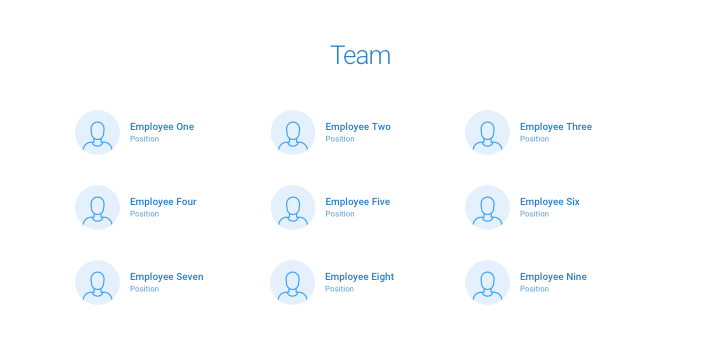 Team
Employee One
Position
Employee Two
Position
Employee Three
Position
Employee Four
Position
Employee Five
Position
Employee Six
Position
Employee Seven
Position
Employee Eight
Position
Employee Nine
Position